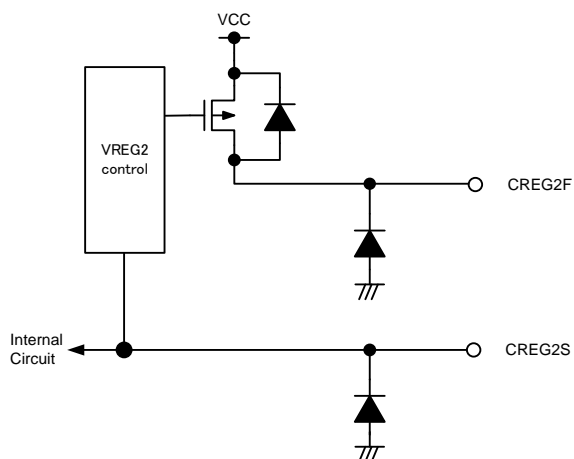 VCC
VREG2
control
CREG2F
Internal
Circuit
CREG2S